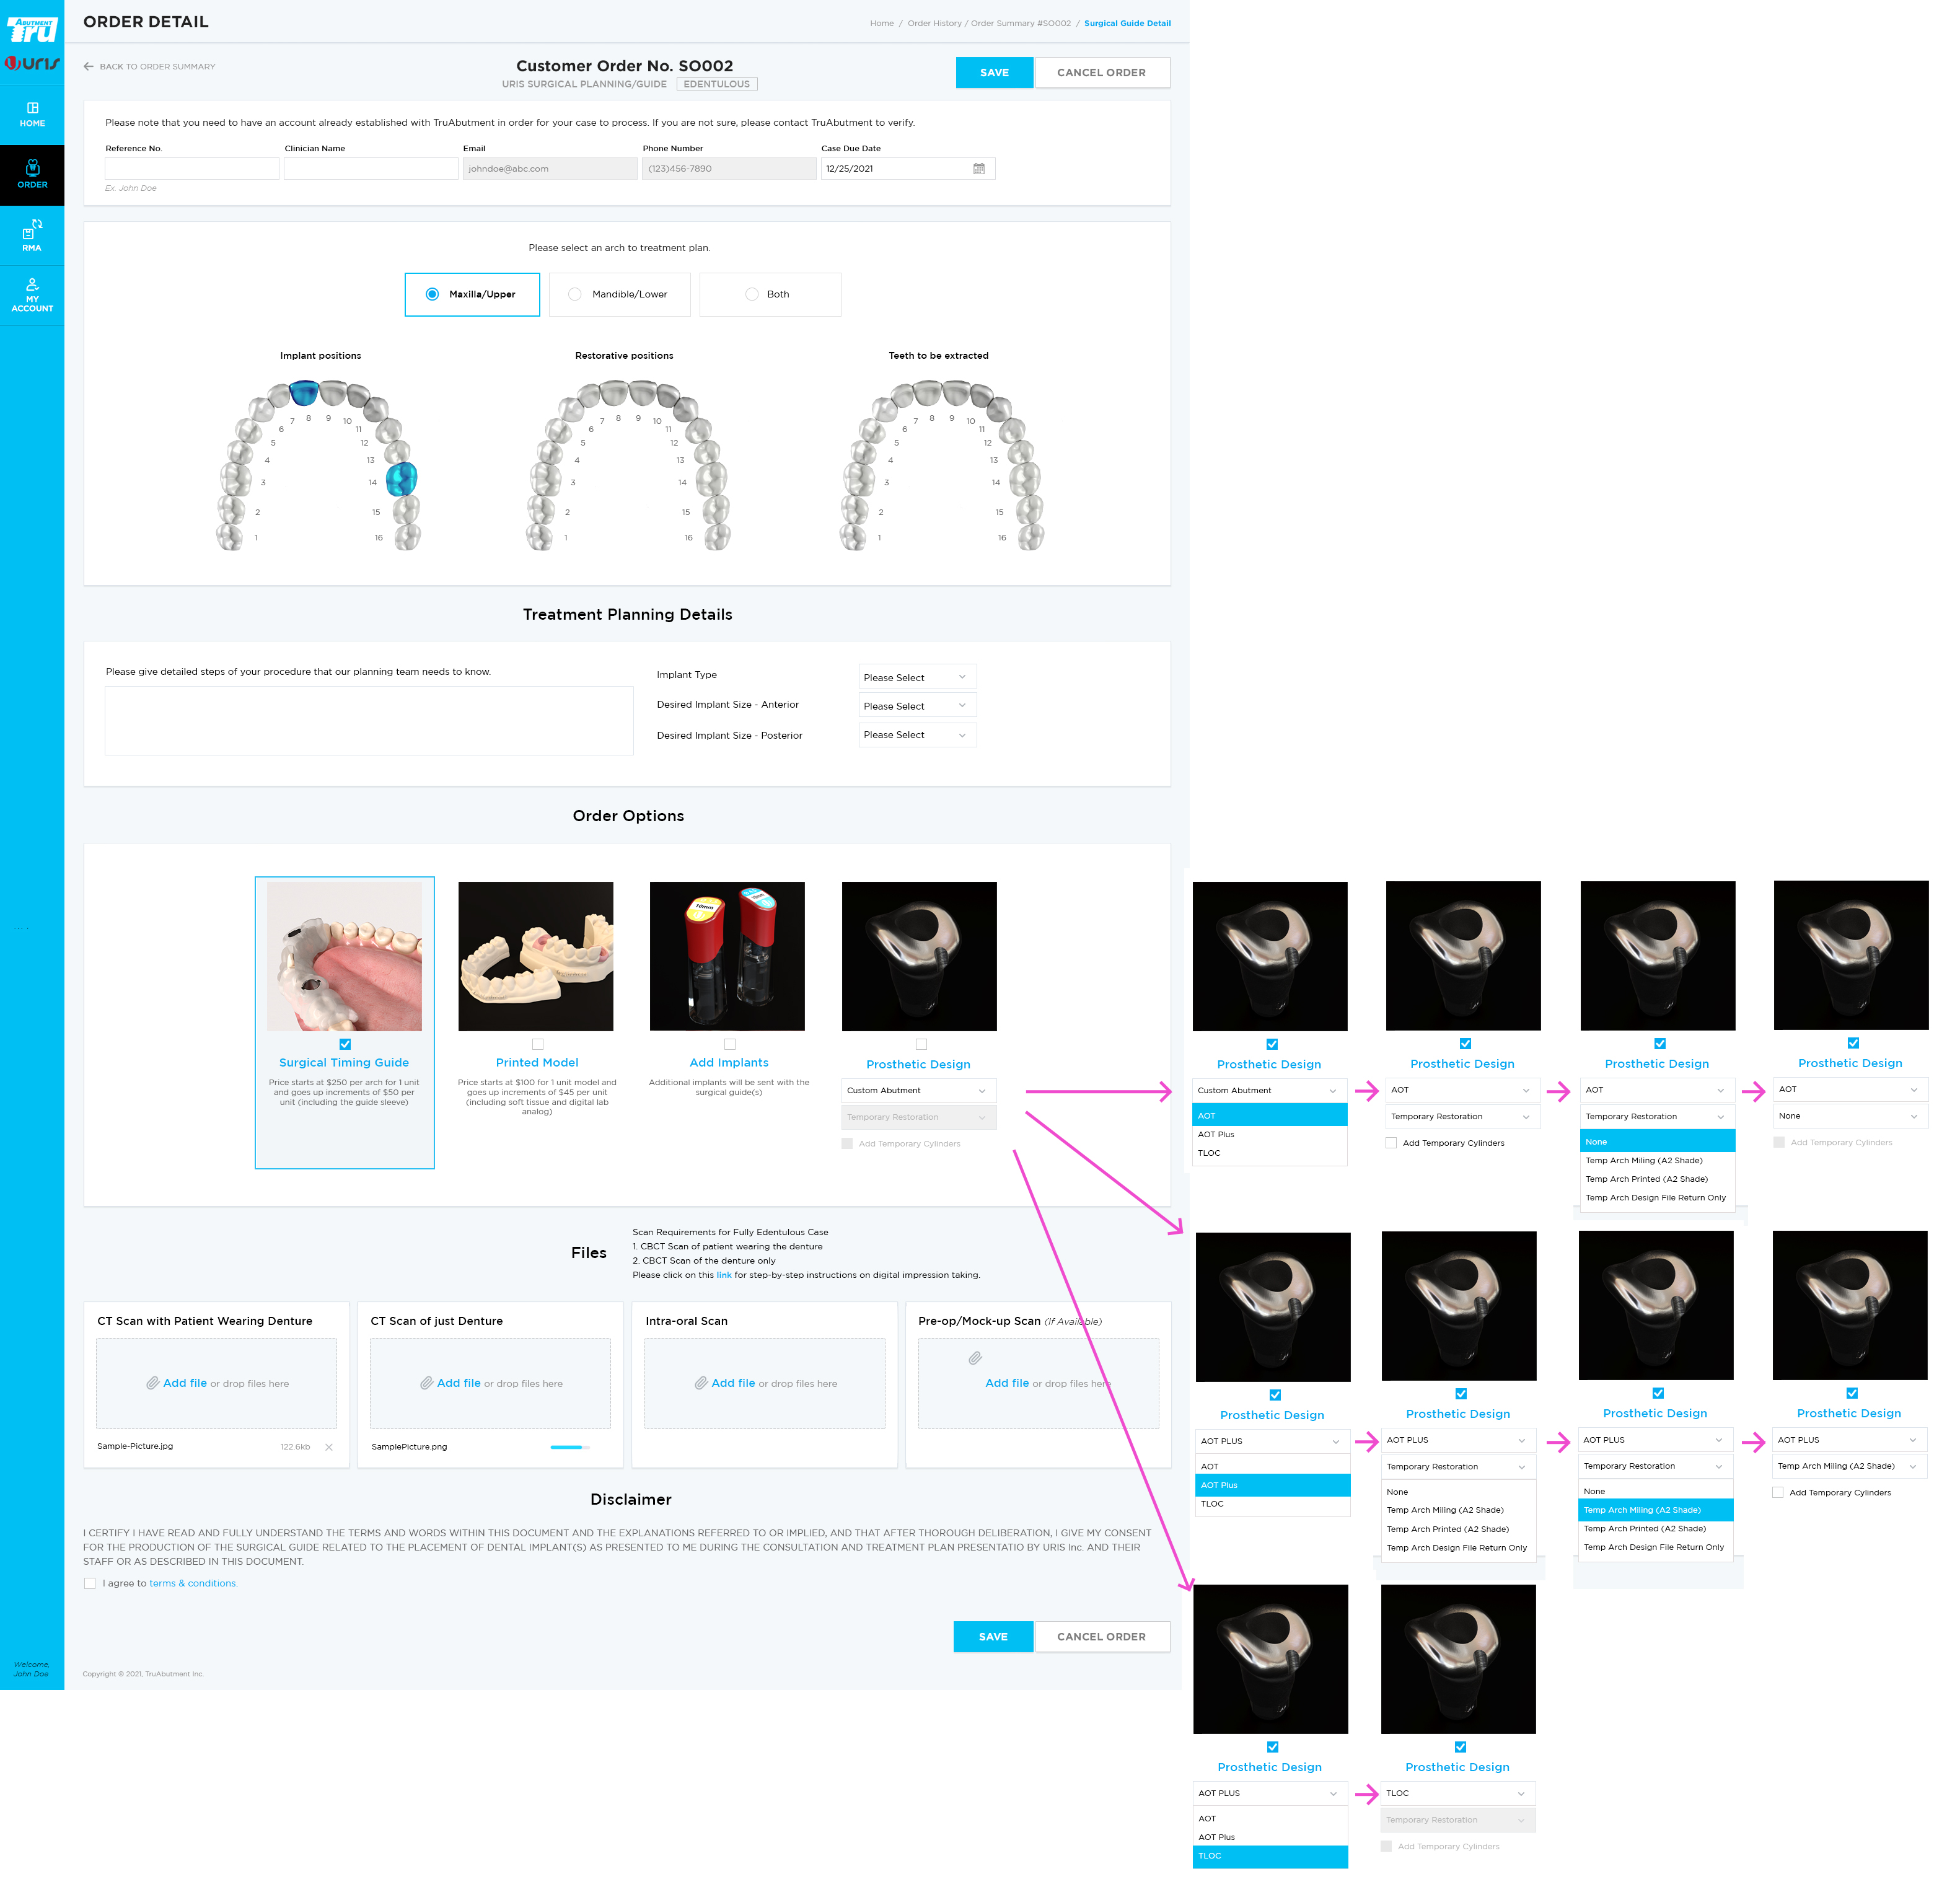 ABUTMENT
Tru
uris
HOME
ORDER
RMA
MY
ACCOUNT
Welcome,
John Doe
ORDER DETAIL
Home / Order History / Order Summary #SO002 / Surgical Guide Detail
BACK TO ORDER SUMMARY
Customer Order No. SO002
URIS SURGICAL PLANNING/GUIDE EDENTULOUS
SAVE
CANCEL ORDER
Please note that you need to have an account already established with TruAbutment in order for your case to process. If you are not sure, please contact TruAbutment to verify.
Reference No. Clinician Name Email Phone Number Case Due Date
johndoe@abc.com (123)456-7890 12/25/2021
Ex. John Doe
Please select an arch to treatment plan.
Maxilla/Upper Mandible/Lower Both
Implant positions
1 2 3 4 5 6 7 8 9 10 11 12 13 14 15 16
Restorative positions
1 2 3 4 5 6 7 8 9 10 11 12 13 14 15 16
Teeth to be extracted
1 2 3 4 5 6 7 8 9 10 11 12 13 14 15 16
Treatment Planning Details
Please give detailed steps of your procedure that our planning team needs to know.
Implant Type Please Select
Desired Implant Size - Anterior Please Select
Desired Implant Size - Posterior Please Select
Order Options
Surgical Timing Guide
Price starts at $250 per arch for 1 unit
and goes up increments of $50 per
unit (including the guide sleeve)
Printed Model
Price starts at $100 for 1 unit model and
goes up increments of $45 per unit
(including soft tissue and digital lab
analog)
10mm
Add Implants
Additional implants will be sent with the
surgical guide(s)
Prosthetic Design
Custom Abutment
Temporary Restoration
Add Temporary Cylinders
Prosthetic Design
Custom Abutment
AOT
AOT Plus
TLOC
Prosthetic Design
AOT
Temporary Restoration
Add Temporary Cylinders
Prosthetic Design
AOT
Temporary Restoration
None
Temp Arch Miling (A2 Shade)
Temp Arch Printed (A2 Shade)
Temp Arch Design File Return Only
Prosthetic Design
AOT
None
Add Temporary Cylinders
Prosthetic Design
AOT PLUS
AOT
AOT Plus
TLOC
Prosthetic Design
AOT PLUS
Temporary Restoration
None
Temp Arch Miling (A2 Shade)
Temp Arch Printed (A2 Shade)
Temp Arch Design File Return Only
Prosthetic Design
AOT PLUS
Temporary Restoration
None
Temp Arch Miling (A2 Shade)
Temp Arch Printed (A2 Shade)
Temp Arch Design File Return Only
Prosthetic Design
AOT PLUS
Temp Arch Miling (A2 Shade)
Add Temporary Cylinders
Prosthetic Design
AOT PLUS
AOT
AOT Plus
TLOC
Prosthetic Design
TLOC
Temporary Restoration
Add Temporary Cylinders
Files
Scan Requirements for Fully Edentulous Case
1. CBCT Scan of patient wearing the denture
2. CBCT Scan of the denture only
Please click on this link for step-by-step instructions on digital impression taking.
CT Scan with Patient Wearing Denture
Add file or drop files here
Sample-Picture.jpg 122.6kb
CT Scan of just Denture
Add file or drop files here
SamplePicture.png
Intra-oral Scan
Add file or drop files here
Pre-op/Mock-up Scan (If Available)
Add file or drop files here
Disclaimer
I CERTIFY I HAVE READ AND FULLY UNDERSTAND THE TERMS AND WORDS WITHIN THIS DOCUMENT AND THE EXPLANATIONS REFERRED TO OR IMPLIED, AND THAT AFTER THOROUGH DELIBERATION, I GIVE MY CONSENT
FOR THE PRODUCTION OF THE SURGICAL GUIDE RELATED TO THE PLACEMENT OF DENTAL IMPLANT(S) AS PRESENTED TO ME DURING THE CONSULTATION AND TREATMENT PLAN PRESENTATIO BY URIS Inc. AND THEIR
STAFF OR AS DESCRIBED IN THIS DOCUMENT.
I agree to terms & conditions.
SAVE
CANCEL ORDER
Copyright © 2021, TruAbutment Inc.